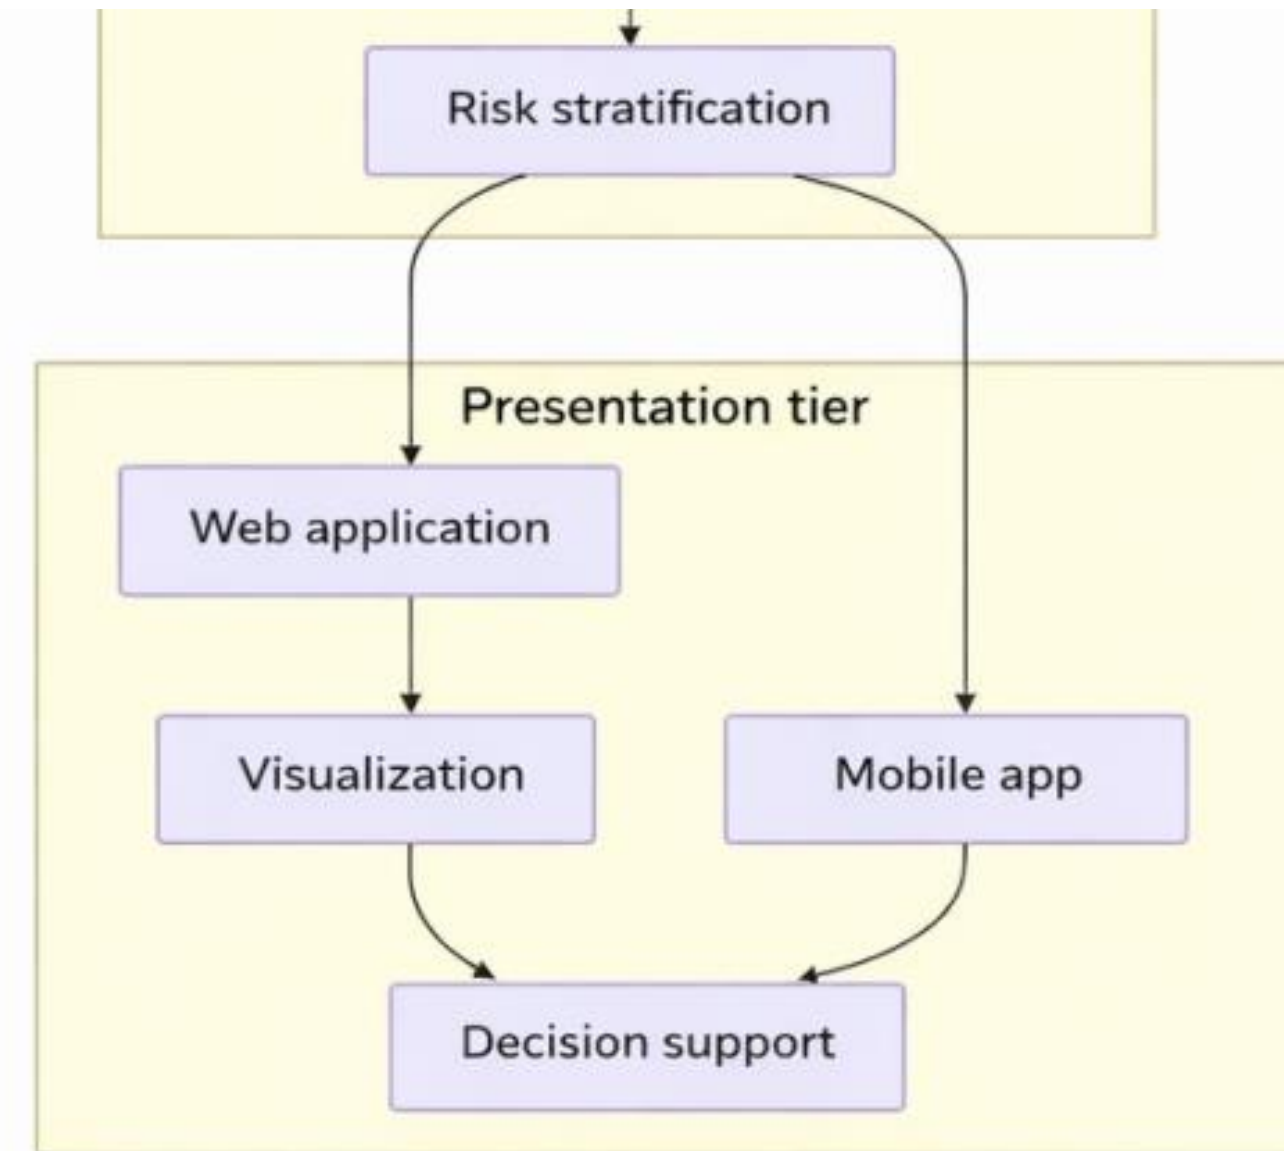 Risk stratification
Presentation tier
Web application
Visualization
Mobile app
Decision support